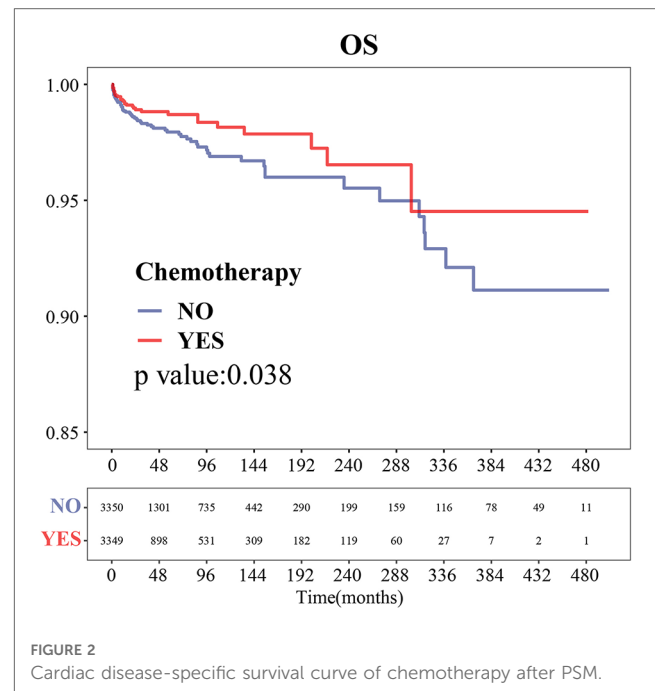 OS
1.00
0.95
0.90
0.85
Chemotherapy
NO
YES
p value:0.038
0 48 96 144 192 240 288 336 384 432 480
NO 3350 1301 735 442 290 199 159 116 78 49 11
YES 3349 898 531 309 182 119 60 27 7 2 1
0 48 96 144 192 240 288 336 384 432 480
Time(months)
FIGURE 2
Cardiac disease-specific survival curve of chemotherapy after PSM.